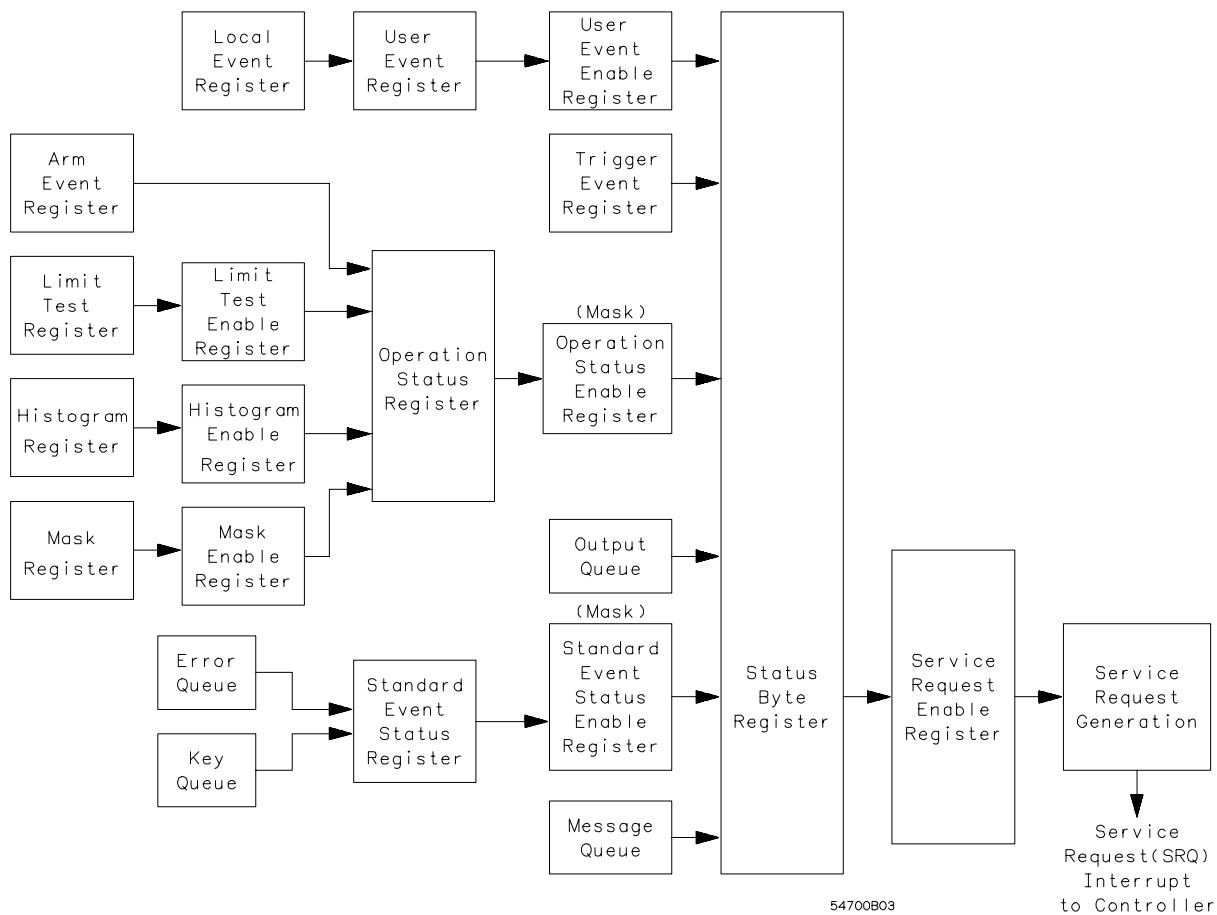 Local
Event
Register
User
Event
Register
User
Event
Enable
Register
Arm
Event
Register
Trigger
Event
Register
Limit
Test
Register
Limit
Test
Enable
Register
Operation
Status
Register
(Mask)
Operation
Status
Enable
Register
Histogram
Register
Histogram
Enable
Register
Mask
Register
Mask
Enable
Register
Output
Queue
(Mask)
Standard
Event
Status
Enable
Register
Error
Queue
Key
Queue
Standard
Event
Status
Register
Message
Queue
Status
Byte
Register
Service
Request
Enable
Register
Service
Request
Generation
Service
Request(SRQ)
Interrupt
to Controller
54700B03